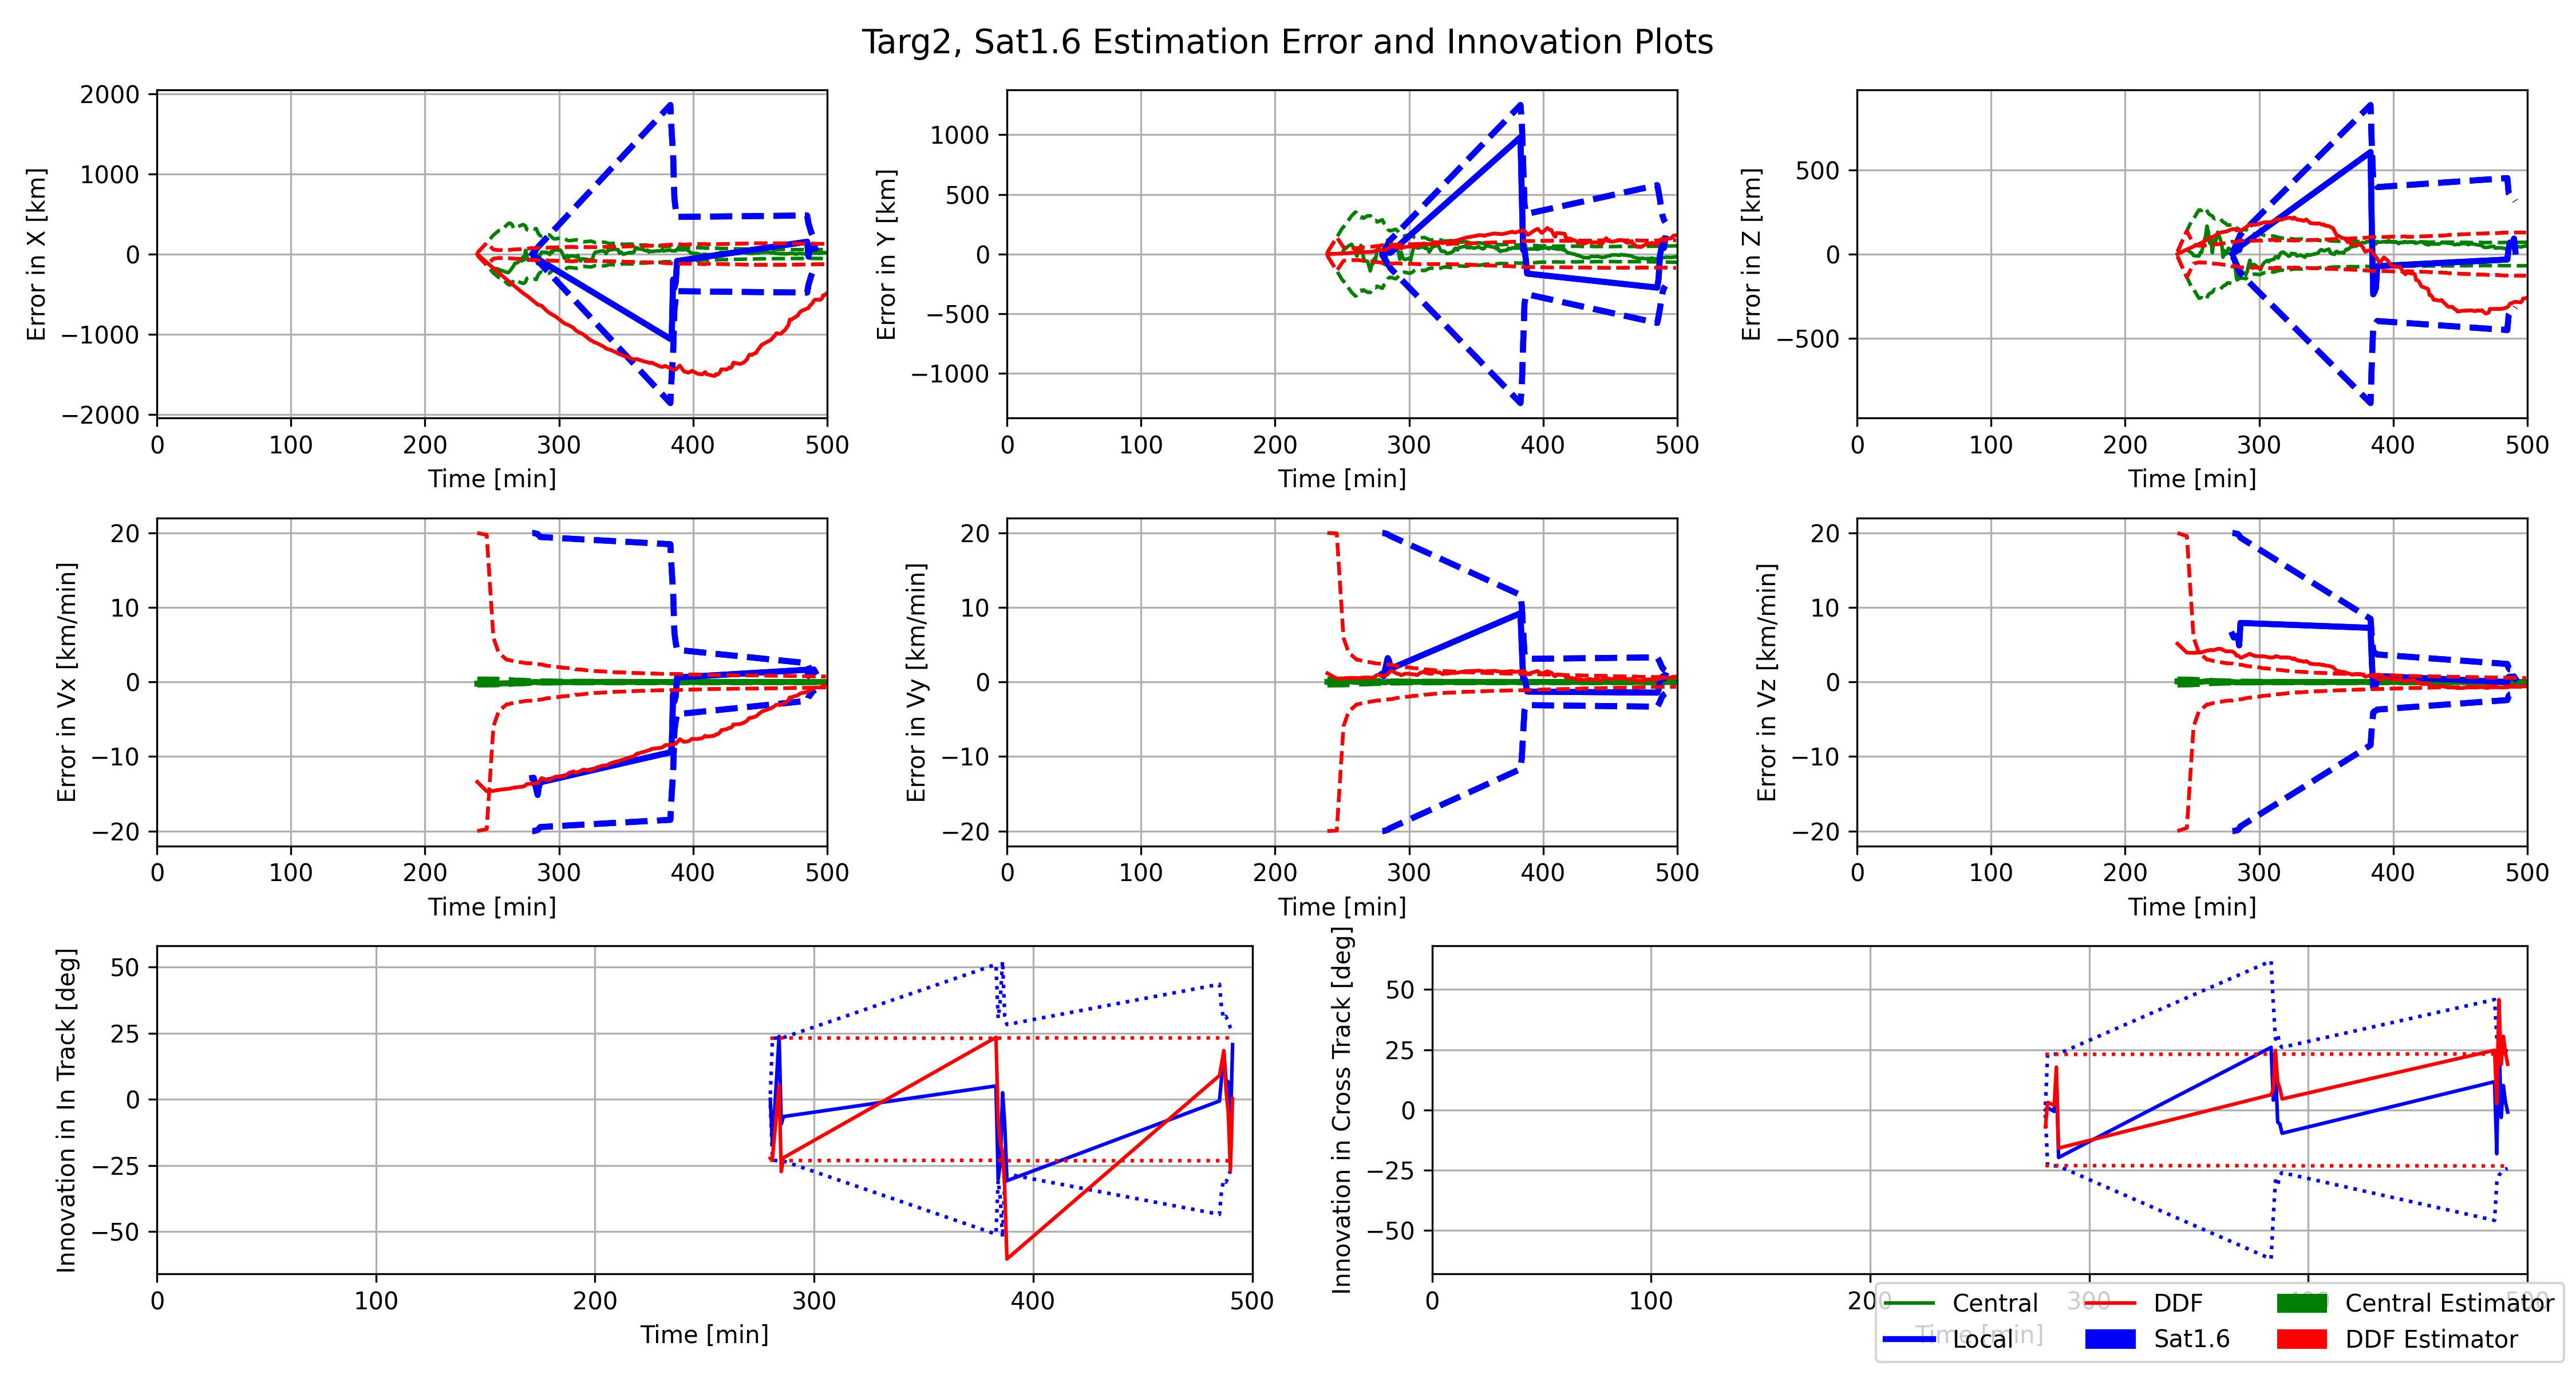 Targ2, Sat1.6 Estimation Error and Innovation Plots
Error in X [km]
2000
1000
0
−1000
−2000
0 100 200 300 400 500
Time [min]
Error in Y [km]
1000
500
0
−500
−1000
0 100 200 300 400 500
Time [min]
Error in Z [km]
500
0
−500
0 100 200 300 400 500
Time [min]
Error in Vx [km/min]
20
10
0
−10
−20
0 100 200 300 400 500
Time [min]
Error in Vy [km/min]
20
10
0
−10
−20
0 100 200 300 400 500
Time [min]
Error in Vz [km/min]
20
10
0
−10
−20
0 100 200 300 400 500
Time [min]
Innovation in In Track [deg]
50
25
0
−25
−50
0 100 200 300 400 500
Time [min]
Innovation in Cross Track [deg]
50
25
0
−25
−50
0 100 200 300 400 500
Time [min]
Central DDF Central Estimator
Local Sat1.6 DDF Estimator